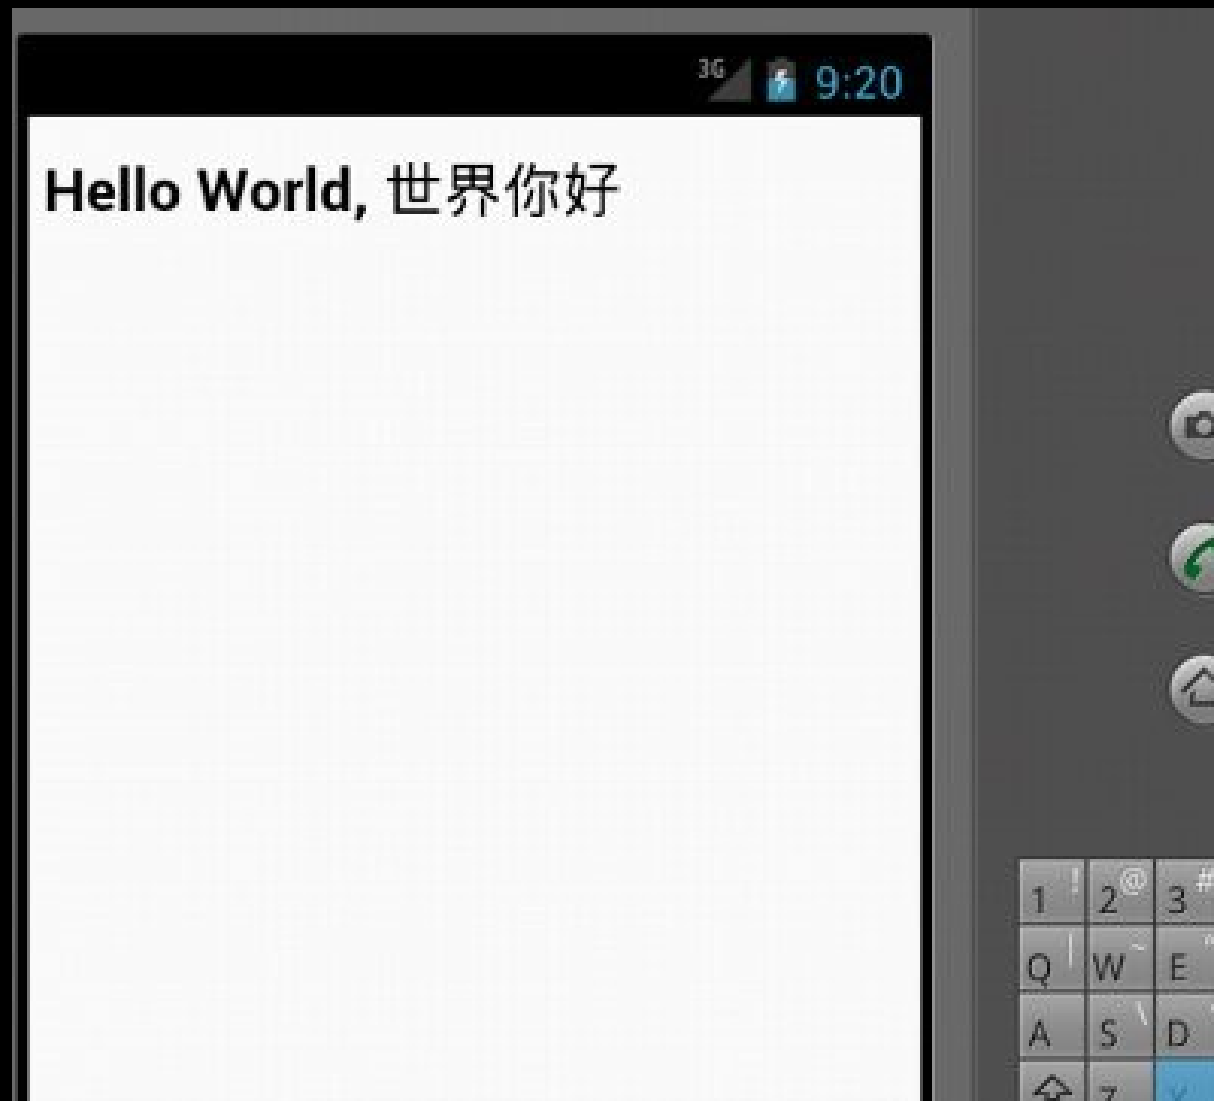 3G 9:20
Hello World, 世界你好
1 ! 2 @ 3 #
Q | W ~ E
A S \ D
Z X